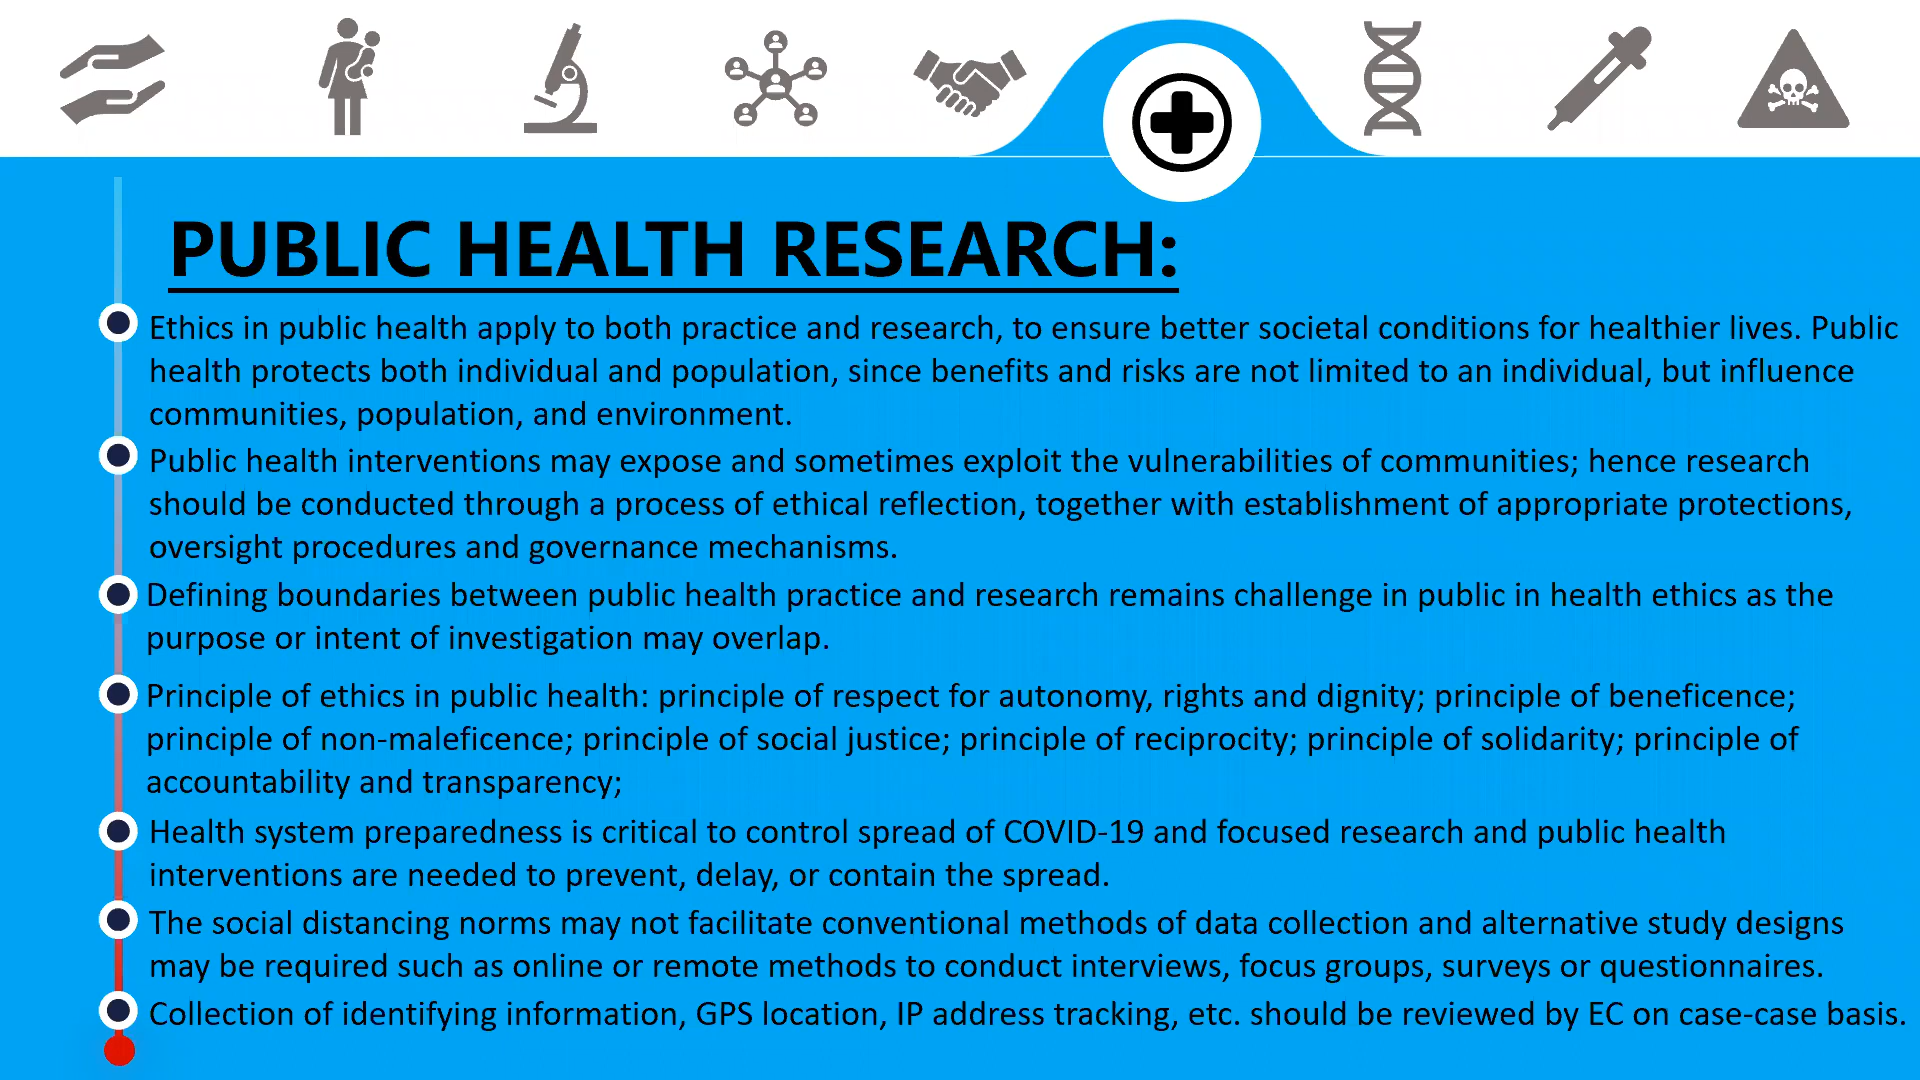 PUBLIC HEALTH RESEARCH:
Ethics in public health apply to both practice and research, to ensure better societal conditions for healthier lives. Public
health protects both individual and population, since benefits and risks are not limited to an individual, but influence
communities, population, and environment.
Public health interventions may expose and sometimes exploit the vulnerabilities of communities; hence research
should be conducted through a process of ethical reflection, together with establishment of appropriate protections,
oversight procedures and governance mechanisms.
Defining boundaries between public health practice and research remains challenge in public in health ethics as the
purpose or intent of investigation may overlap.
Principle of ethics in public health: principle of respect for autonomy, rights and dignity; principle of beneficence;
principle of non-maleficence; principle of social justice; principle of reciprocity; principle of solidarity; principle of
accountability and transparency;
Health system preparedness is critical to control spread of COVID-19 and focused research and public health
interventions are needed to prevent, delay, or contain the spread.
The social distancing norms may not facilitate conventional methods of data collection and alternative study designs
may be required such as online or remote methods to conduct interviews, focus groups, surveys or questionnaires.
Collection of identifying information, GPS location, IP address tracking, etc. should be reviewed by EC on case-case basis.